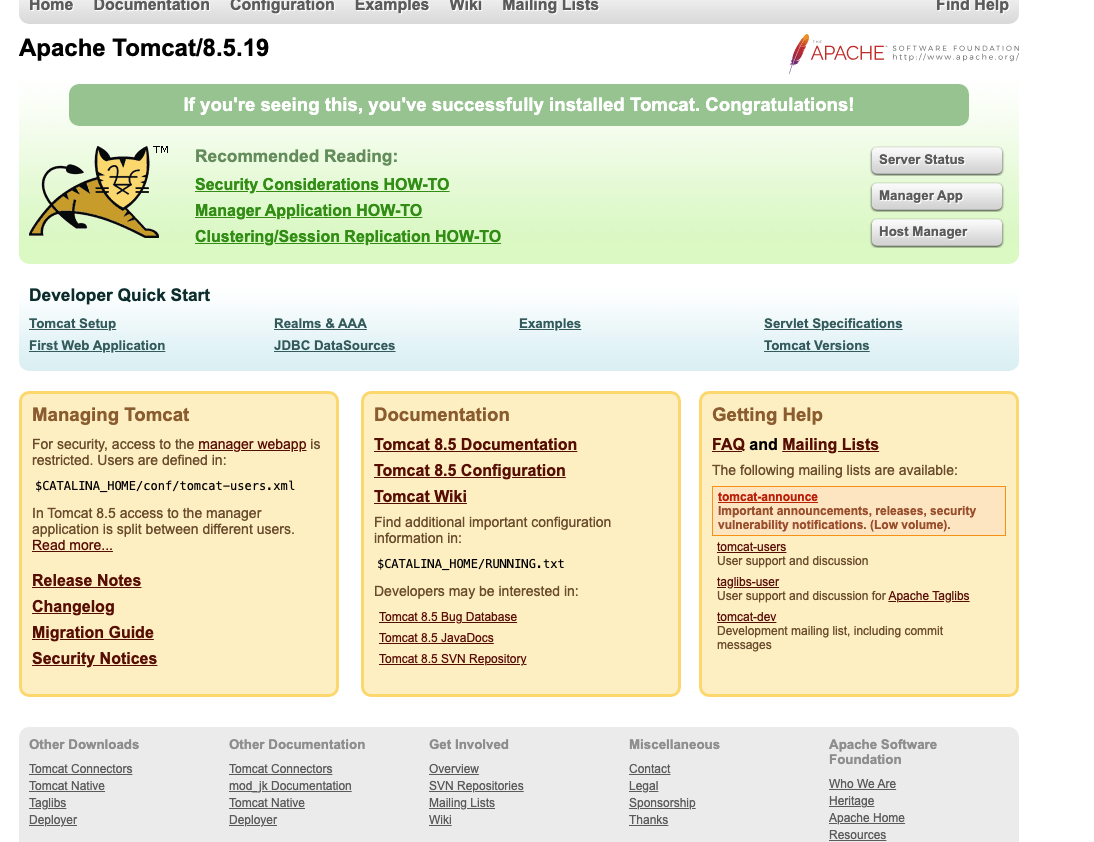 Home Documentation Configuration Examples Wiki Mailing Lists Find Help
Apache Tomcat/8.5.19
THE
APACHE
SOFTWARE FOUNDATION
http://www.apache.org/
If you're seeing this, you've successfully installed Tomcat. Congratulations!
TM
Recommended Reading:
Security Considerations HOW-TO
Manager Application HOW-TO
Clustering/Session Replication HOW-TO
Server Status
Manager App
Host Manager
Developer Quick Start
Tomcat Setup
First Web Application
Realms & AAA
JDBC DataSources
Examples
Servlet Specifications
Tomcat Versions
Managing Tomcat
For security, access to the manager webapp is
restricted. Users are defined in:
$CATALINA_HOME/conf/tomcat-users.xml
In Tomcat 8.5 access to the manager
application is split between different users.
Read more...
Release Notes
Changelog
Migration Guide
Security Notices
Documentation
Tomcat 8.5 Documentation
Tomcat 8.5 Configuration
Tomcat Wiki
Find additional important configuration
information in:
$CATALINA_HOME/RUNNING.txt
Developers may be interested in:
Tomcat 8.5 Bug Database
Tomcat 8.5 JavaDocs
Tomcat 8.5 SVN Repository
Getting Help
FAQ and Mailing Lists
The following mailing lists are available:
tomcat-announce
Important announcements, releases, security
vulnerability notifications. (Low volume).
tomcat-users
User support and discussion
taglibs-user
User support and discussion for Apache Taglibs
tomcat-dev
Development mailing list, including commit
messages
Other Downloads
Tomcat Connectors
Tomcat Native
Taglibs
Deployer
Other Documentation
Tomcat Connectors
mod_jk Documentation
Tomcat Native
Deployer
Get Involved
Overview
SVN Repositories
Mailing Lists
Wiki
Miscellaneous
Contact
Legal
Sponsorship
Thanks
Apache Software
Foundation
Who We Are
Heritage
Apache Home
Resources